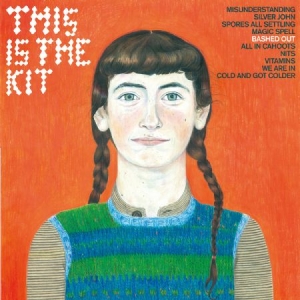 THIS
IS THE
KIT
MISUNDERSTANDING
SILVER JOHN
SPORES ALL SETTLING
MAGIC SPELL
BASHED OUT
ALL IN CAHOOTS
NITS
VITAMINS
WE ARE IN
COLD AND GOT COLDER